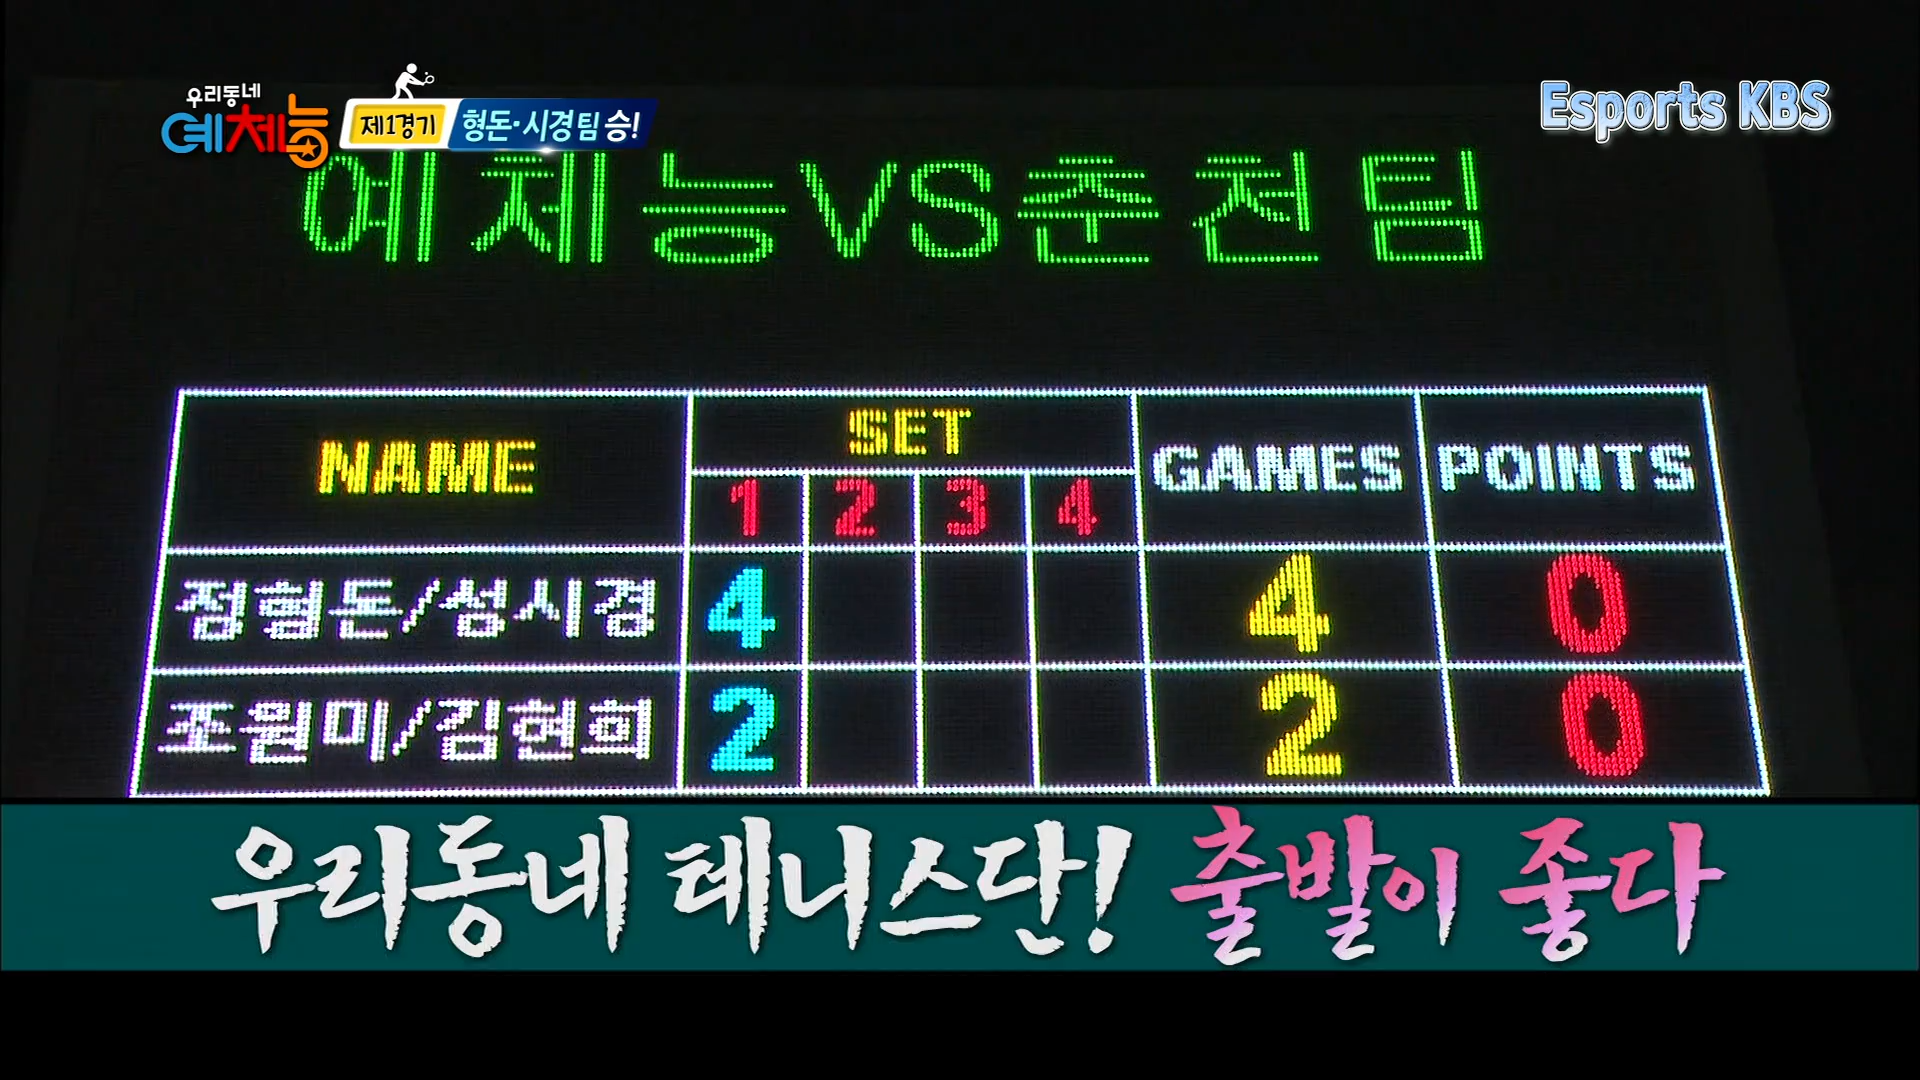 우리동네
예체능
제1경기 형돈·시경팀 승!
Esports KBS
예체능VS춘천팀
NAME SET GAMES POINTS
1 2 3 4
정형돈/성시경 4 4 0
조원미/김현희 2 2 0
우리동네 테니스단! 출발이 좋다